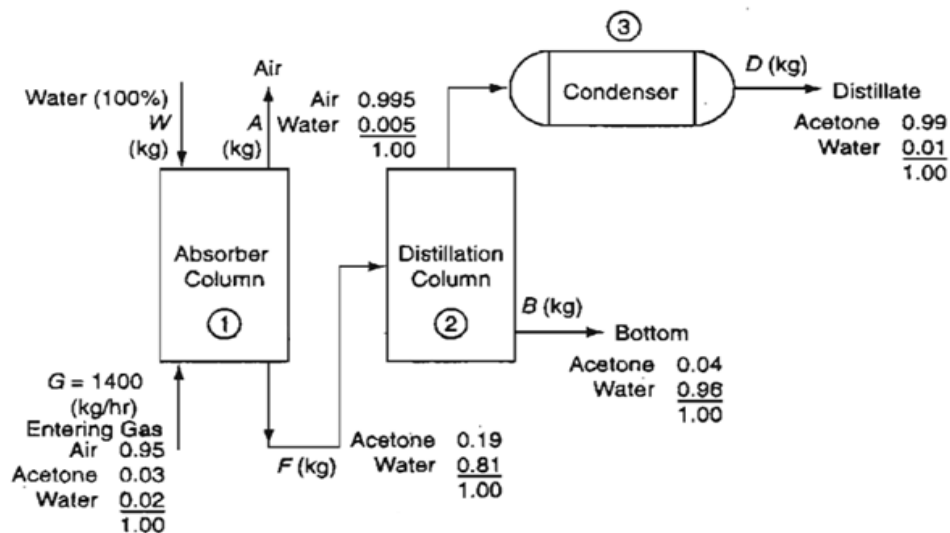 3
Condenser
D (kg)
Distillate
Acetone 0.99
Water 0.01
1.00
Air
Water (100%)
W
(kg)
A
(kg)
Air 0.995
Water 0.005
1.00
Absorber
Column
1
Distillation
Column
2
B (kg)
Bottom
Acetone 0.04
Water 0.96
1.00
G = 1400
(kg/hr)
Entering Gas
Air 0.95
Acetone 0.03
Water 0.02
1.00
F (kg)
Acetone 0.19
Water 0.81
1.00